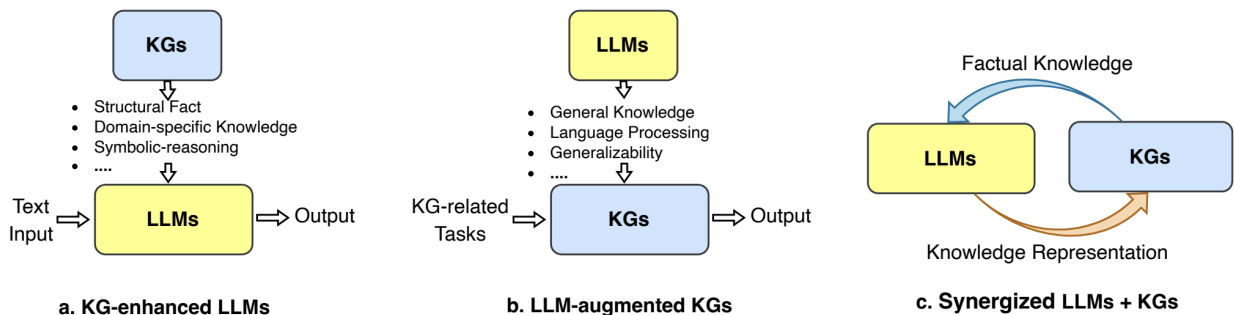 KGs
• Structural Fact
• Domain-specific Knowledge
• Symbolic-reasoning
• ....
Text
Input
LLMs
Output
a. KG-enhanced LLMs
LLMs
• General Knowledge
• Language Processing
• Generalizability
• ....
KG-related
Tasks
KGs
Output
b. LLM-augmented KGs
Factual Knowledge
LLMs
KGs
Knowledge Representation
c. Synergized LLMs + KGs